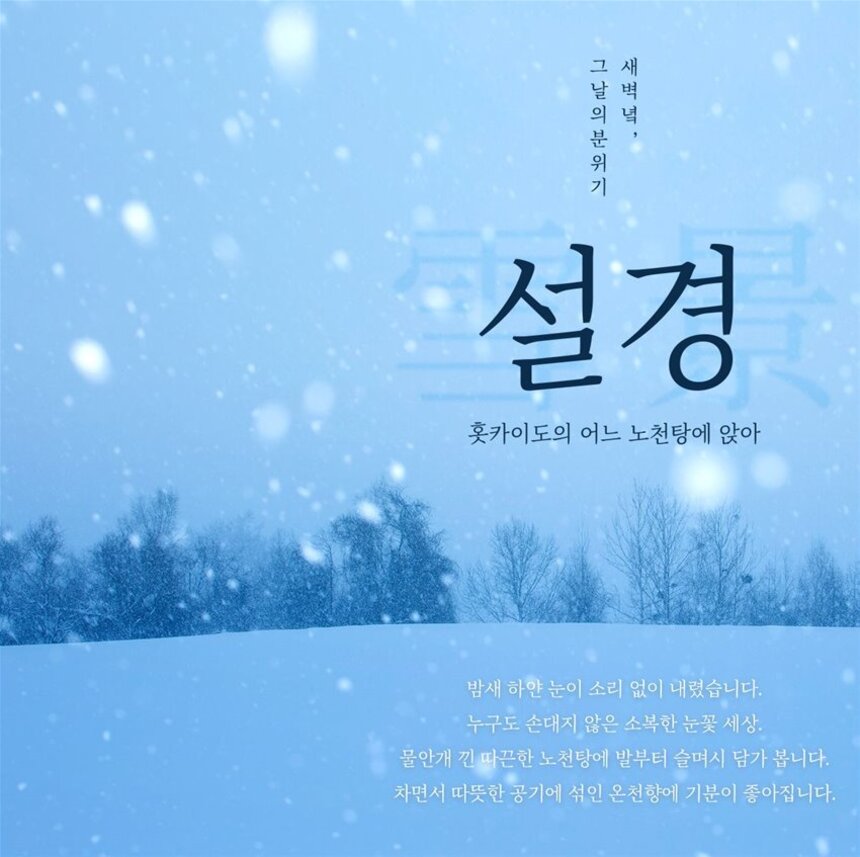 새벽녘,
그날의분위기
雪景
설경
홋카이도의 어느 노천탕에 앉아
밤새 하얀 눈이 소리 없이 내렸습니다.
누구도 손대지 않은 소복한 눈꽃 세상.
물안개 낀 따끈한 노천탕에 발부터 슬며시 담가 봅니다.
차면서 따뜻한 공기에 섞인 온천향에 기분이 좋아집니다.